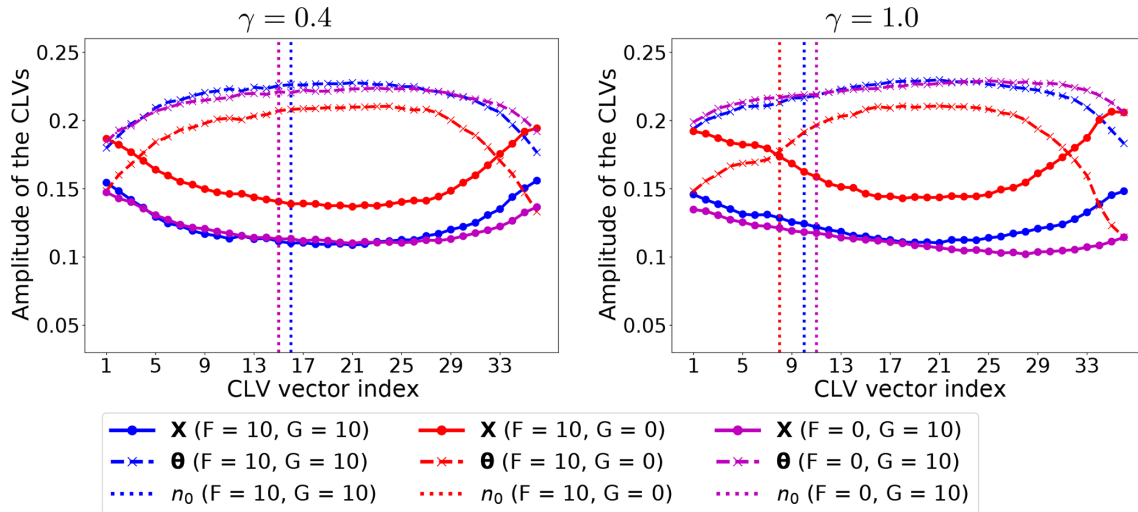 γ = 0.4
γ = 1.0
Amplitude of the CLVs
0.25
0.2
0.15
0.1
0.05
1 5 9 13 17 21 25 29 33
CLV vector index
Amplitude of the CLVs
0.25
0.2
0.15
0.1
0.05
1 5 9 13 17 21 25 29 33
CLV vector index
X (F = 10, G = 10) X (F = 10, G = 0) X (F = 0, G = 10)
θ (F = 10, G = 10) θ (F = 10, G = 0) θ (F = 0, G = 10)
n₀ (F = 10, G = 10) n₀ (F = 10, G = 0) n₀ (F = 0, G = 10)